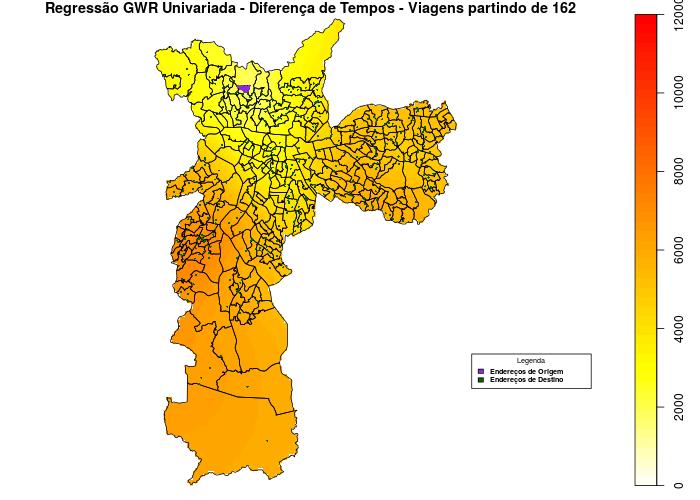 Regressão GWR Univariada - Diferença de Tempos - Viagens partindo de 162
12000
10000
8000
6000
4000
2000
0
Legenda
Endereços de Origem
Endereços de Destino